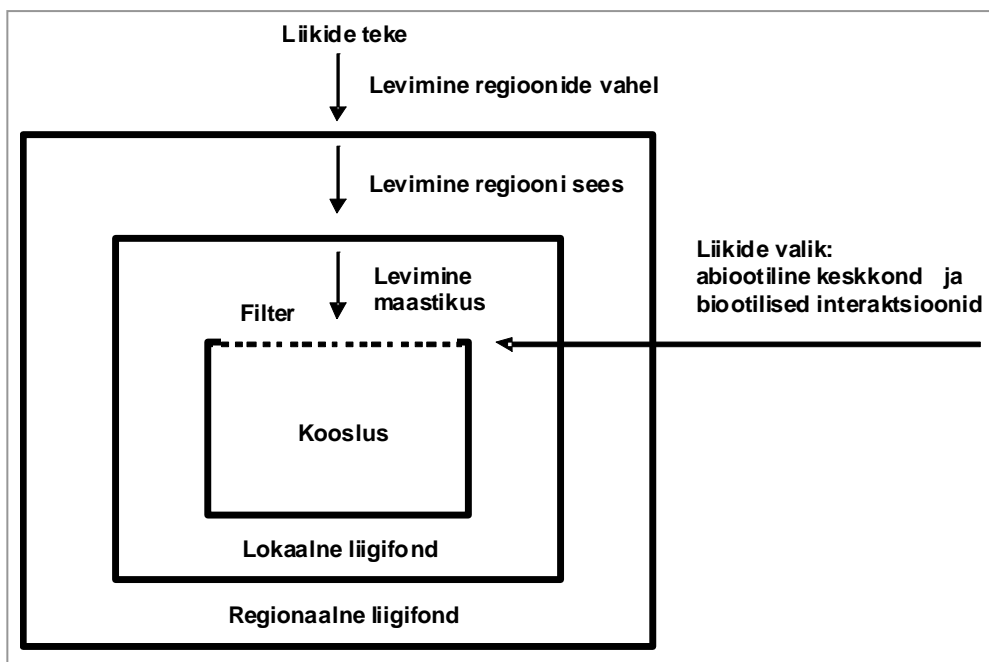 Liikide teke
Levimine regioonide vahel
Levimine regiooni sees
Levimine
maastikus
Filter
Liikide valik:
abiootiline keskkond ja
biootilised interaktsioonid
Kooslus
Lokaalne liigifond
Regionaalne liigifond